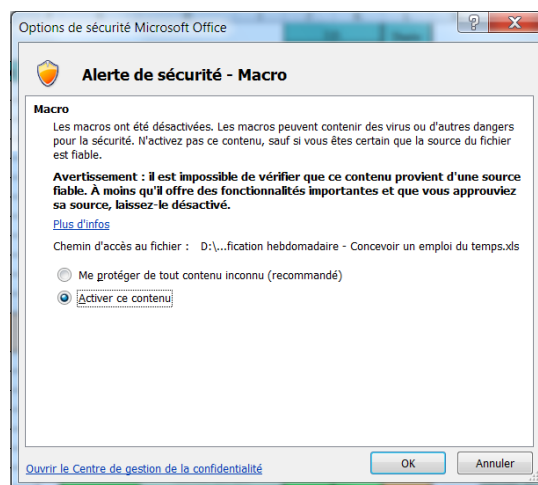 Options de sécurité Microsoft Office
Alerte de sécurité - Macro
Macro
Les macros ont été désactivées. Les macros peuvent contenir des virus ou d'autres dangers
pour la sécurité. N'activez pas ce contenu, sauf si vous êtes certain que la source du fichier
est fiable.
Avertissement : il est impossible de vérifier que ce contenu provient d'une source
fiable. À moins qu'il offre des fonctionnalités importantes et que vous approuviez
sa source, laissez-le désactivé.
Plus d'infos
Chemin d'accès au fichier : D:\...fication hebdomadaire - Concevoir un emploi du temps.xls
Me protéger de tout contenu inconnu (recommandé)
Activer ce contenu
Ouvrir le Centre de gestion de la confidentialité
OK
Annuler